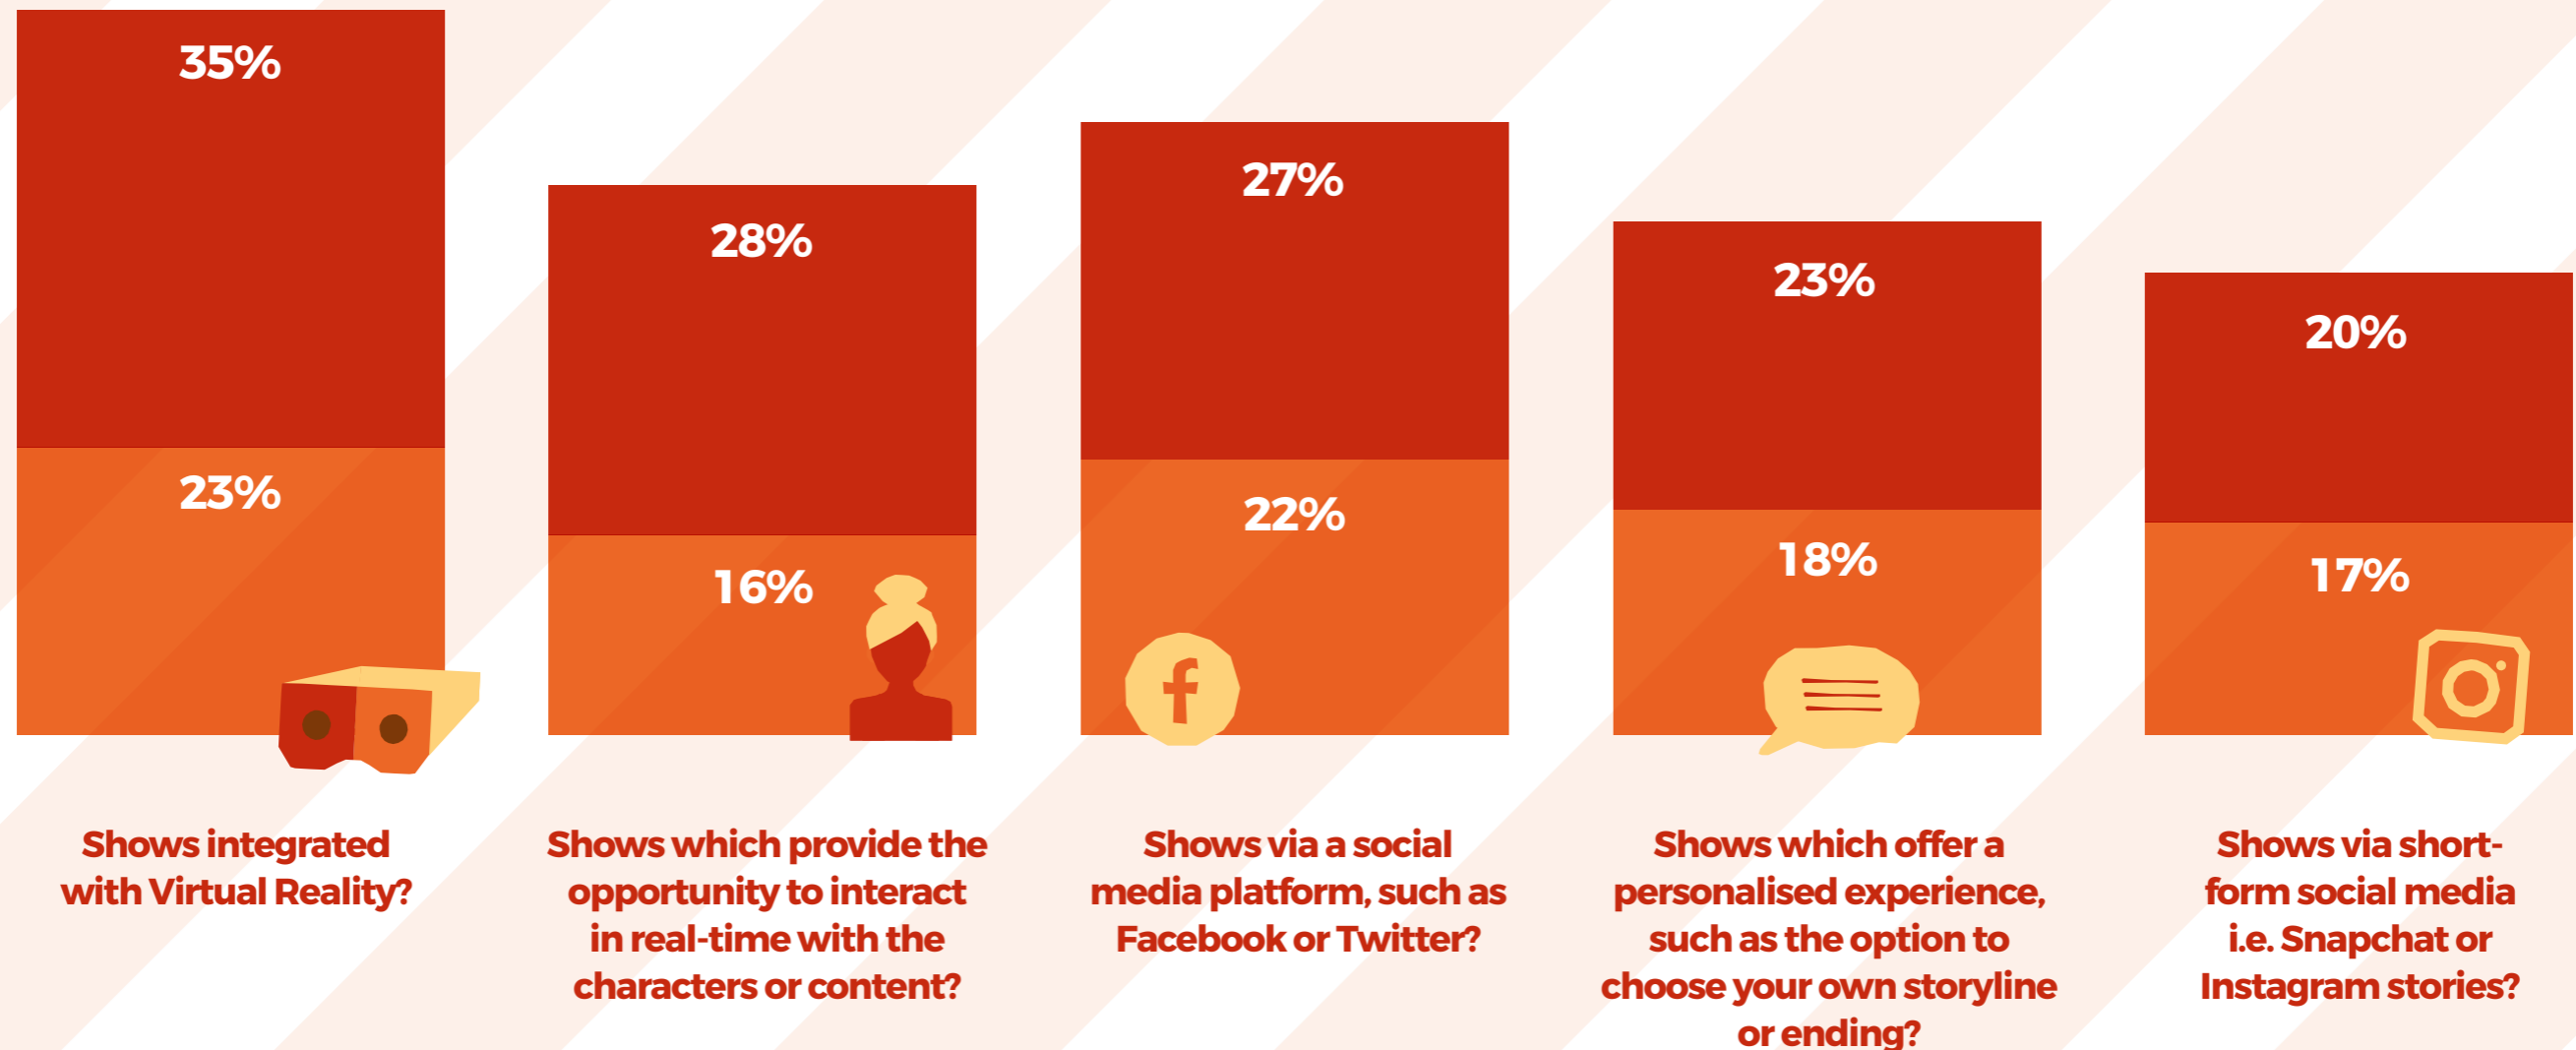 35%
23%
Shows integrated
with Virtual Reality?
28%
16%
Shows which provide the
opportunity to interact
in real-time with the
characters or content?
27%
22%
Shows via a social
media platform, such as
Facebook or Twitter?
23%
18%
Shows which offer a
personalised experience,
such as the option to
choose your own storyline
or ending?
20%
17%
Shows via short-
form social media
i.e. Snapchat or
Instagram stories?